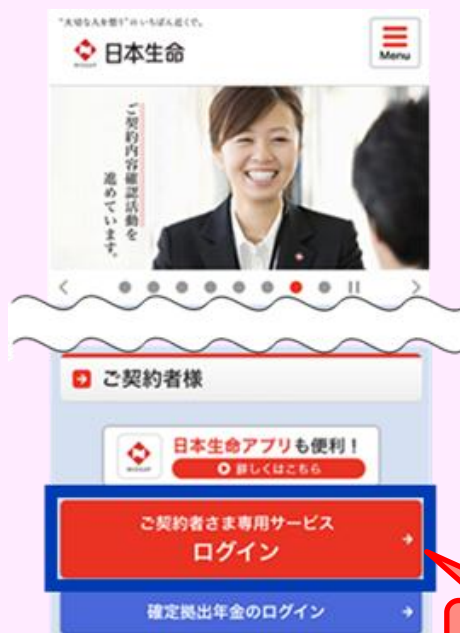 "大切な人を想う"のいちばん近くで。
日本生命
Menu
ご契約内容確認活動を
進めています。
ご契約者様
日本生命アプリも便利！
詳しくはこちら
ご契約者さま専用サービス
ログイン
確定拠出年金のログイン